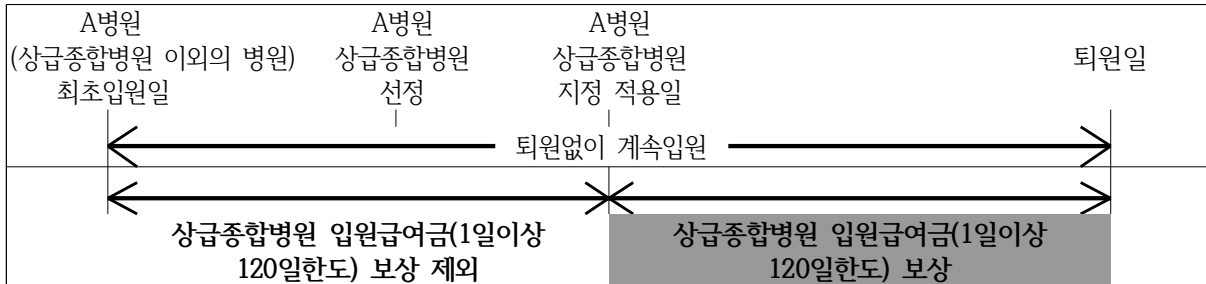 A병원
(상급종합병원 이외의 병원)
최초입원일
A병원
상급종합병원
선정
A병원
상급종합병원
지정 적용일
퇴원일
퇴원없이 계속입원
상급종합병원 입원급여금(1일이상
120일한도) 보상 제외
상급종합병원 입원급여금(1일이상
120일한도) 보상